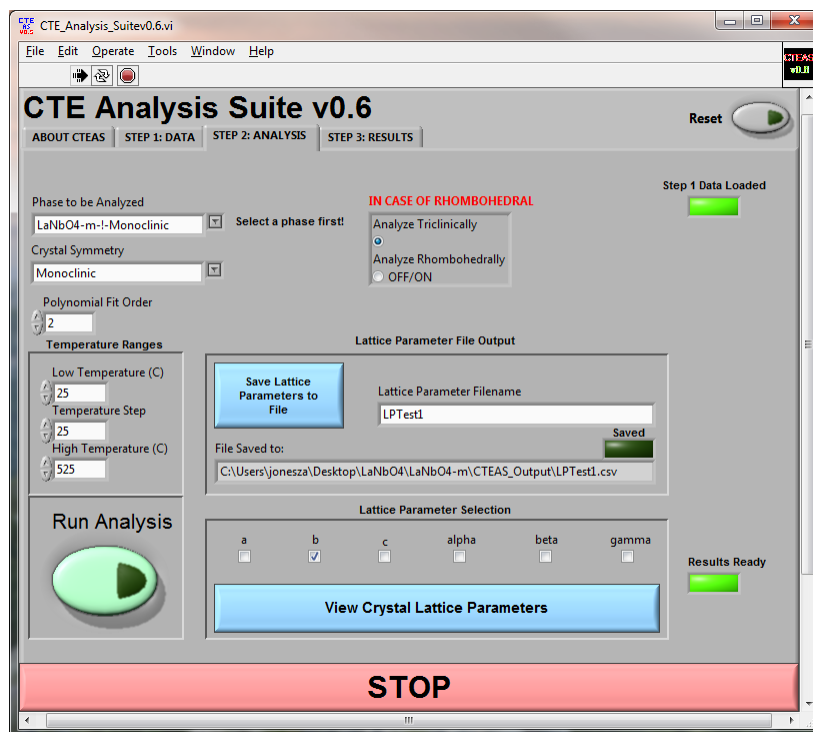 CTE
AS
V0.5
CTE_Analysis_Suitev0.6.vi
File Edit Operate Tools Window Help
CTEAS
CTE Analysis Suite v0.6
Reset
ABOUT CTEAS STEP 1: DATA STEP 2: ANALYSIS STEP 3: RESULTS
Step 1 Data Loaded
Phase to be Analyzed
LaNbO4-m-!-Monoclinic
Select a phase first!
IN CASE OF RHOMBOHEDRAL
Analyze Triclinically
Analyze Rhombohedrally
OFF/ON
Crystal Symmetry
Monoclinic
Polynomial Fit Order
2
Temperature Ranges
Low Temperature (C)
25
Temperature Step
25
High Temperature (C)
525
Lattice Parameter File Output
Save Lattice
Parameters to
File
Lattice Parameter Filename
LPTest1
Saved
File Saved to:
C:\Users\jonesza\Desktop\LaNbO4\LaNbO4-m\CTEAS_Output\LPTest1.csv
Run Analysis
Lattice Parameter Selection
a b c alpha beta gamma
View Crystal Lattice Parameters
Results Ready
STOP